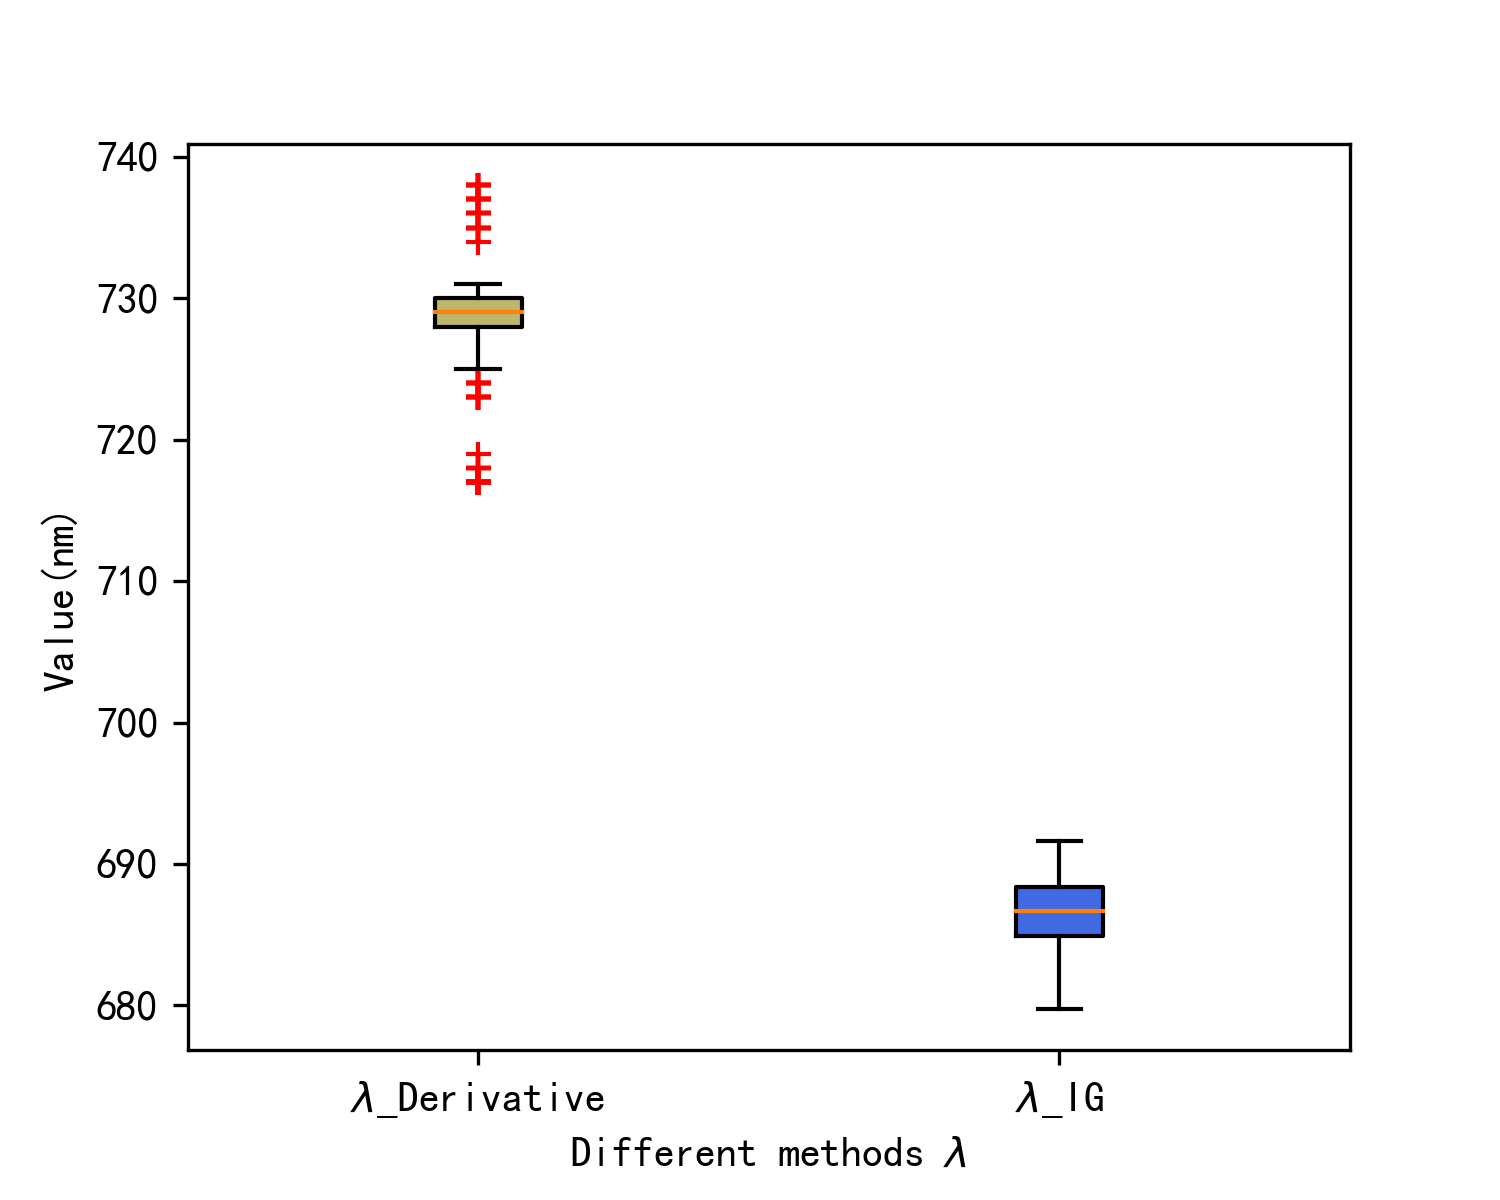 740
730
720
710
700
690
680
Value(nm)
λ_Derivative
λ_IG
Different methods λ